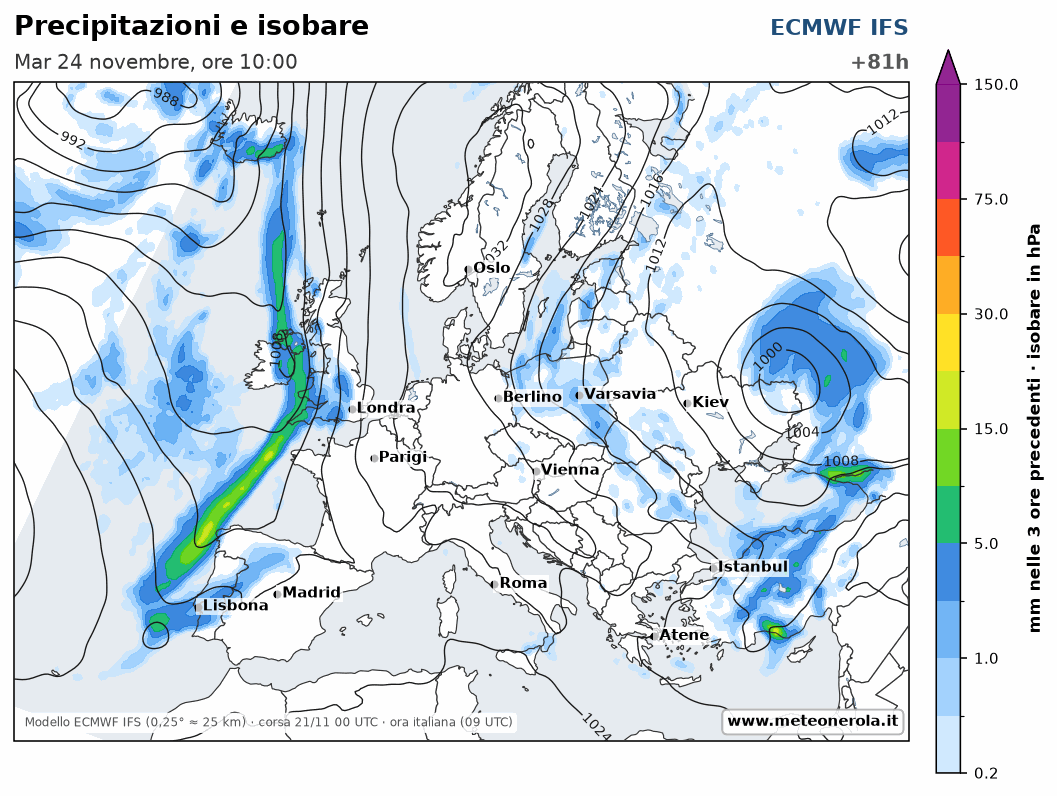 Precipitazioni e isobare
ECMWF IFS
Mar 24 novembre, ore 10:00
+81h
988
992
1012
1016
1024
1028
1032
1012
Oslo
1008
1000
Londra
Berlino
Varsavia
Kiev
1004
Parigi
Vienna
1008
Istanbul
Roma
Madrid
Lisbona
Atene
1024
Modello ECMWF IFS (0,25° ≈ 25 km) · corsa 21/11 00 UTC · ora italiana (09 UTC)
www.meteonerola.it
150.0
75.0
30.0
15.0
5.0
1.0
0.2
mm nelle 3 ore precedenti · isobare in hPa